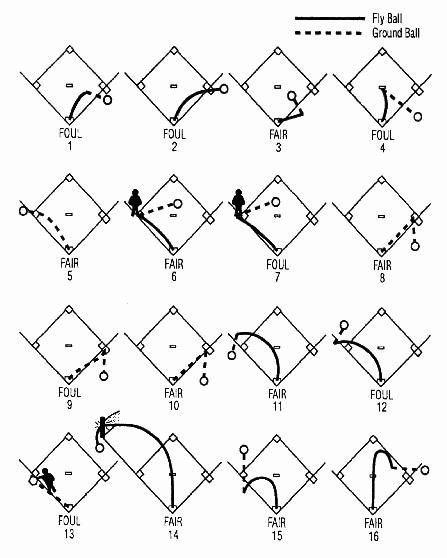 Fly Ball
Ground Ball
FOUL FOUL FAIR FOUL
1 2 3 4
FAIR FAIR FOUL FAIR
5 6 7 8
FOUL FAIR FAIR FOUL
9 10 11 12
FOUL FAIR FAIR FAIR
13 14 15 16